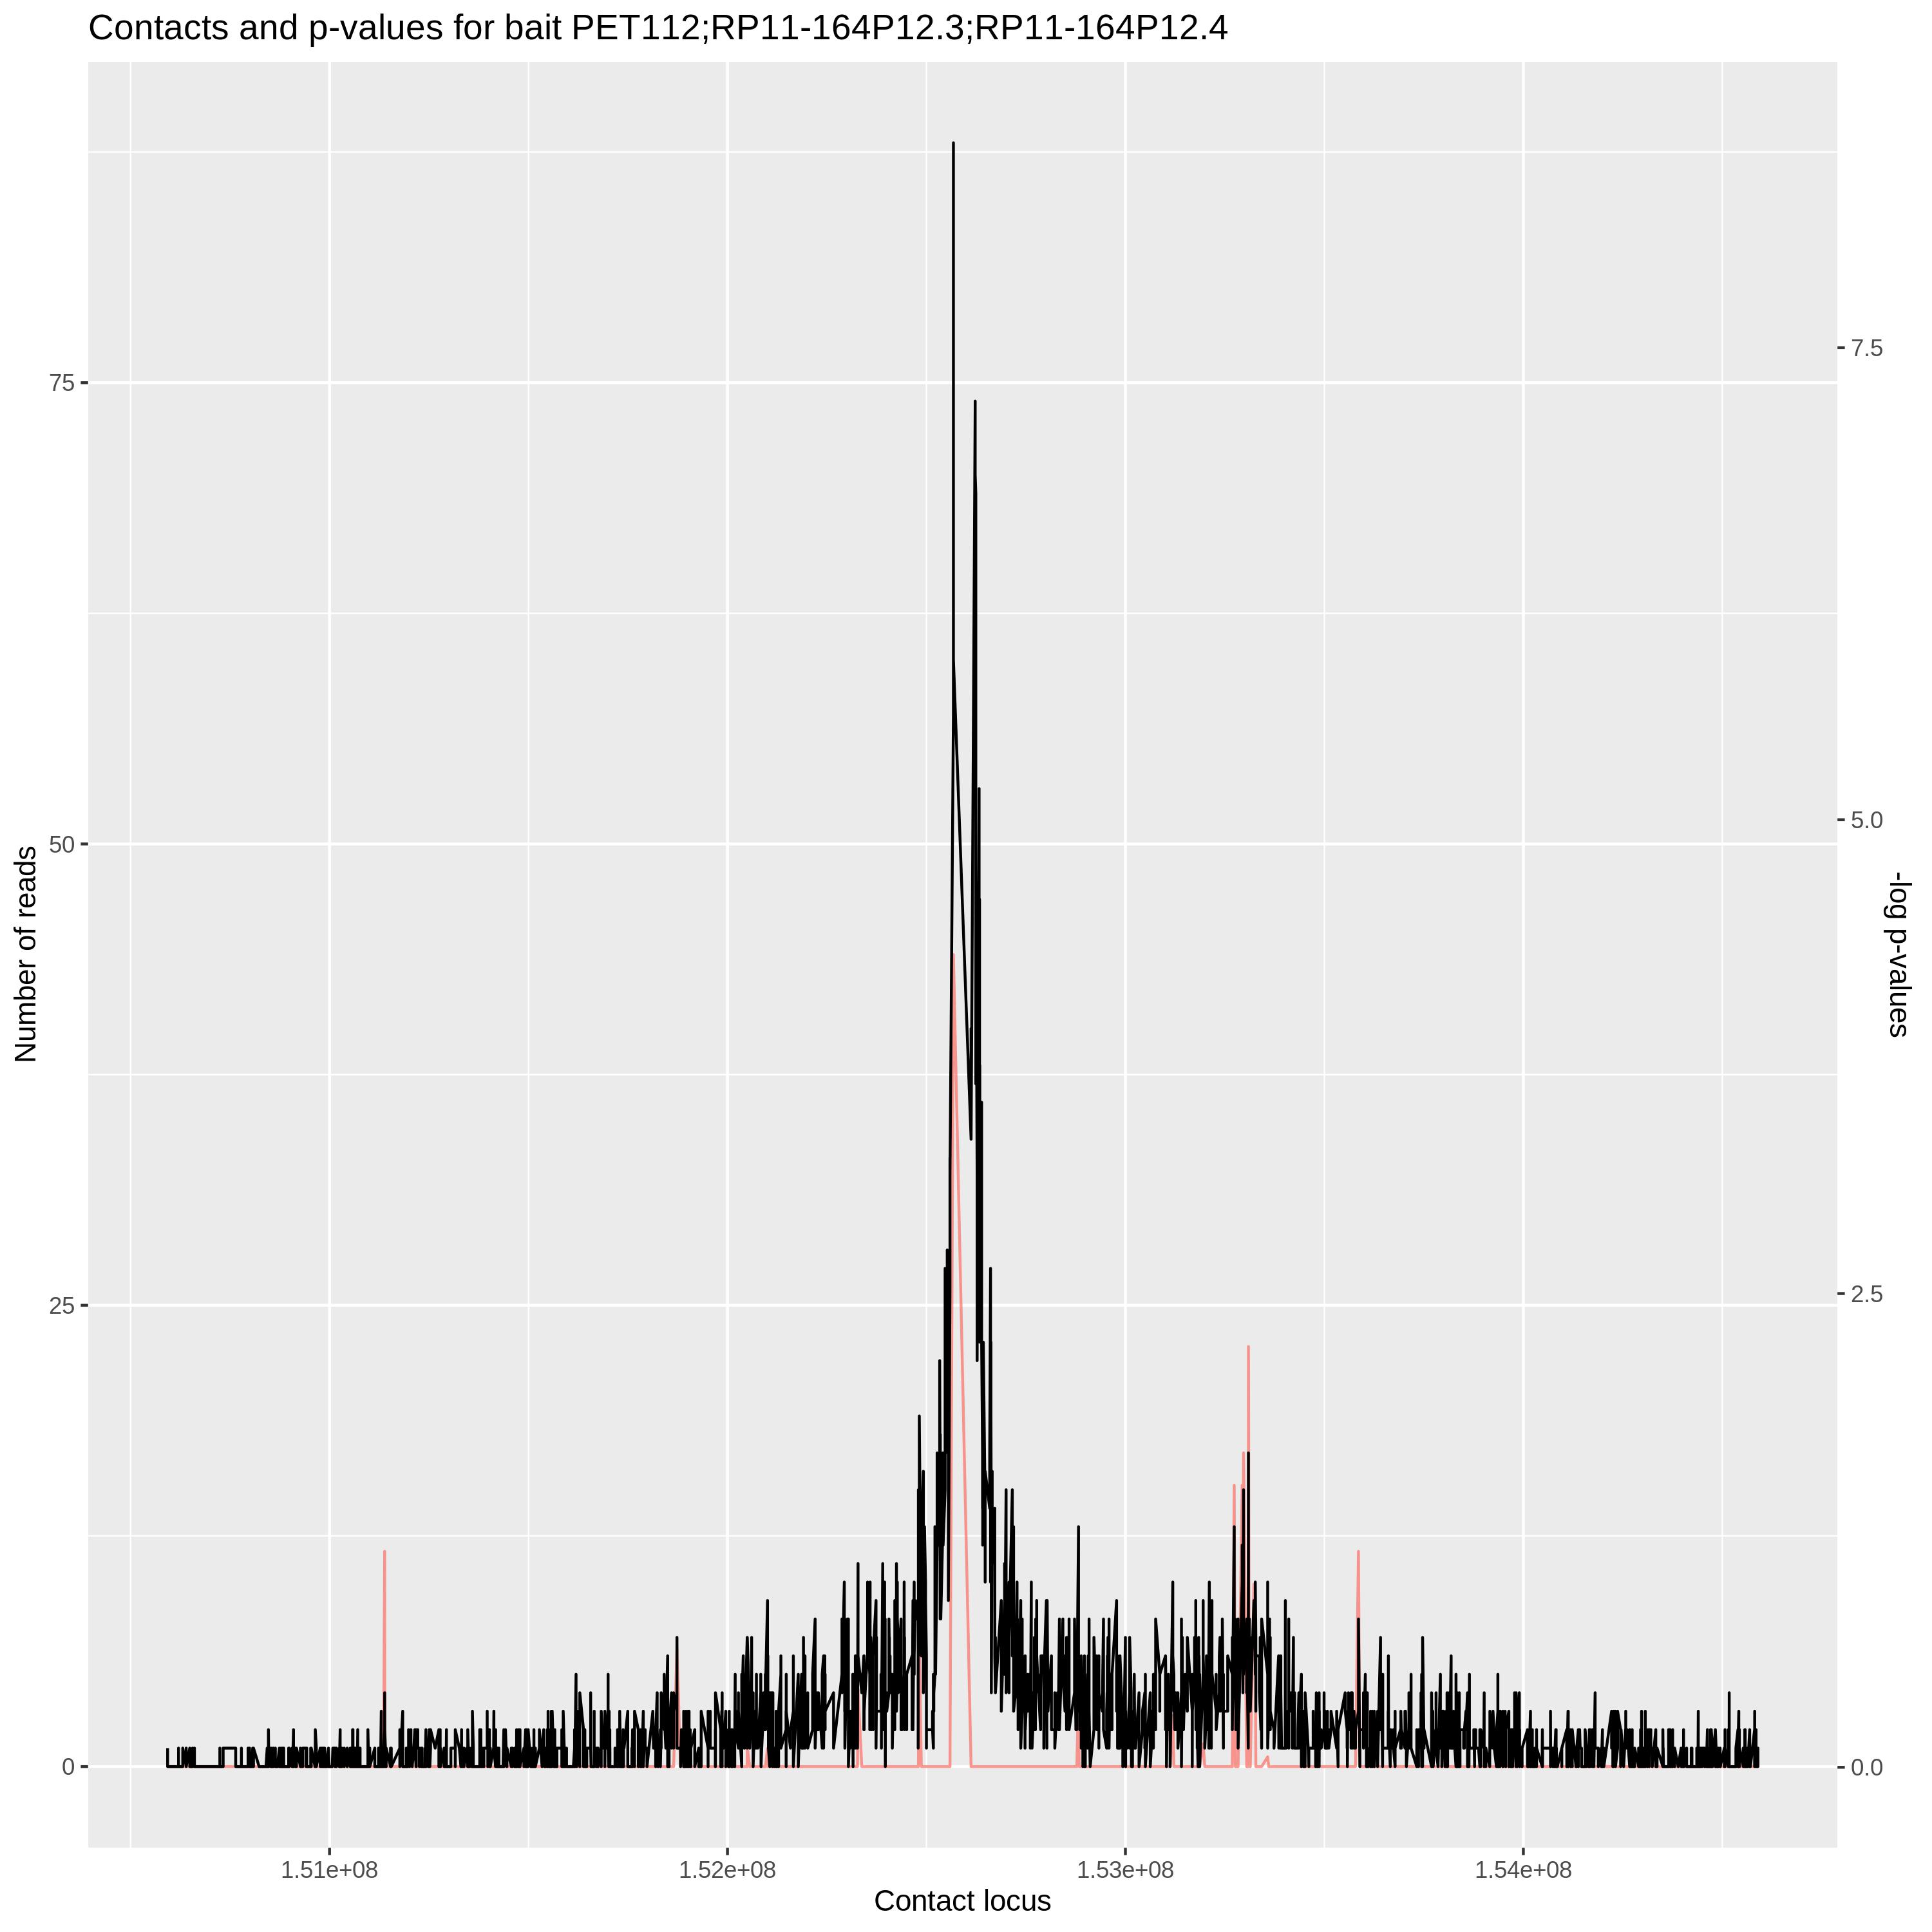 Contacts and p-values for bait PET112;RP11-164P12.3;RP11-164P12.4
Number of reads
75
50
25
0
7.5
5.0
2.5
0.0
-log p-values
1.51e+08
1.52e+08
1.53e+08
1.54e+08
Contact locus